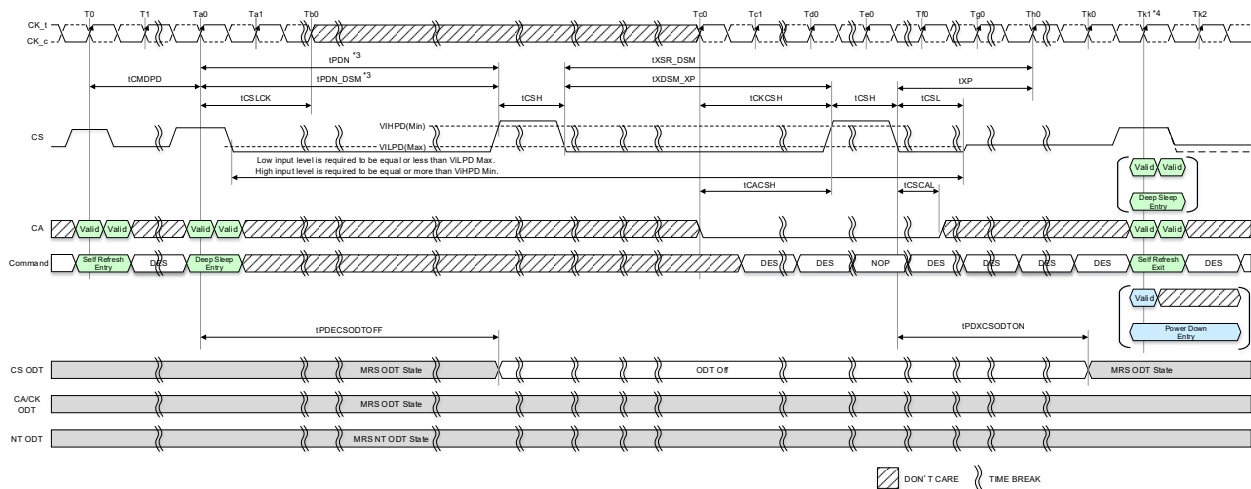 T0 T1 Ta0 Ta1 Tb0 Tc0 Tc1 Td0 Te0 Tf0 Tg0 Th0 Tk0 Tk1*4 Tk2
CK_t
CK_c
tPDN *3 tXSR_DSM
tCMDPD tPDN_DSM *3 tXDSM_XP tXP
tCSLCK tCSH tCKCSH tCSH tCSL
VIHPD(Min)
CS
VILPD(Max)
Low input level is required to be equal or less than ViLPD Max.
High input level is required to be equal or more than ViHPD Min.
Valid Valid
tCACSH tCSCAL
Deep Sleep
Entry
CA Valid Valid Valid Valid Valid Valid
Command Self Refresh
Entry DES Deep Sleep
Entry DES DES NOP DES DES DES DES Self Refresh
Exit DES
Valid
tPDECSODTOFF tPDXCSODTON
Power Down
Entry
CS ODT MRS ODT State ODT Off MRS ODT State
CA/CK
ODT MRS ODT State
NT ODT MRS NT ODT State
DON'T CARE TIME BREAK